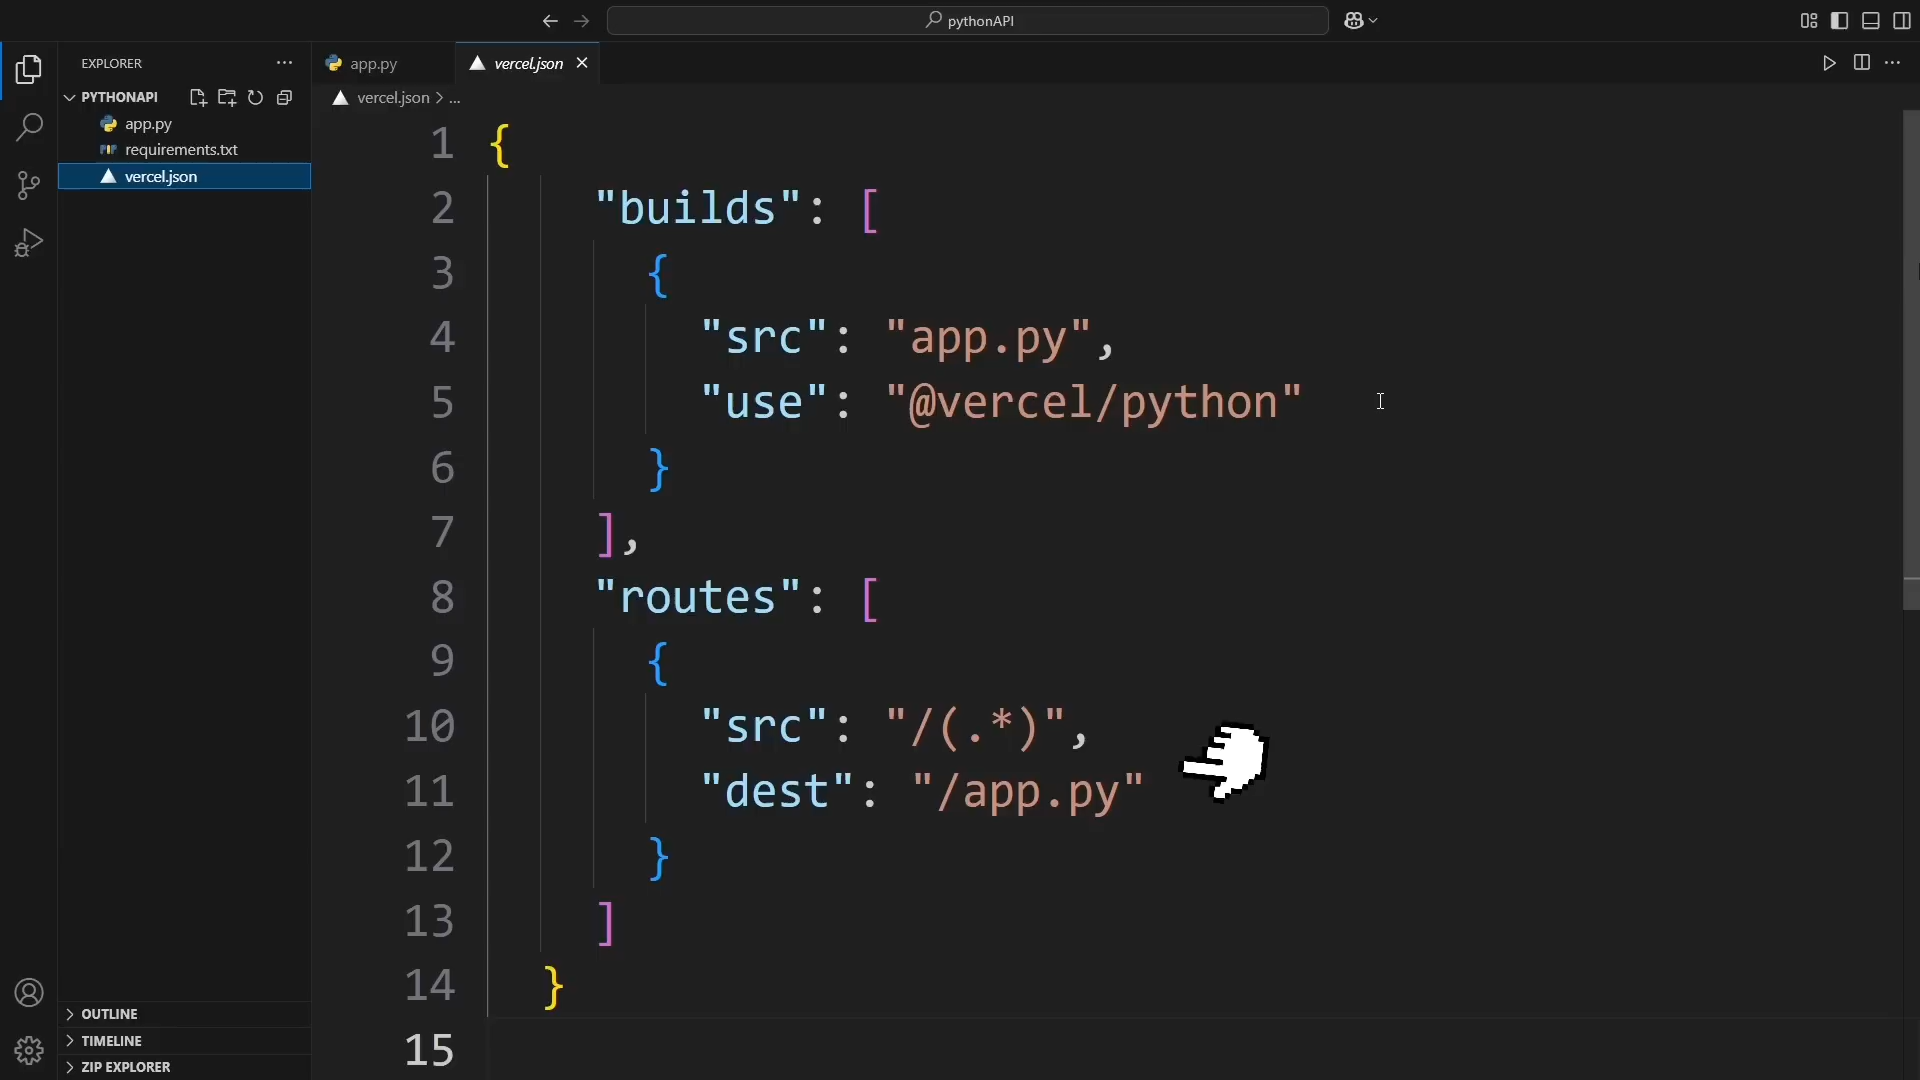 pythonAPI
EXPLORER
PYTHONAPI
app.py
requirements.txt
vercel.json
OUTLINE
TIMELINE
ZIP EXPLORER
app.py
vercel.json
vercel.json > ...
1 {
2 "builds": [
3 {
4 "src": "app.py",
5 "use": "@vercel/python"
6 }
7 ],
8 "routes": [
9 {
10 "src": "/(.*)",
11 "dest": "/app.py"
12 }
13 ]
14 }
15